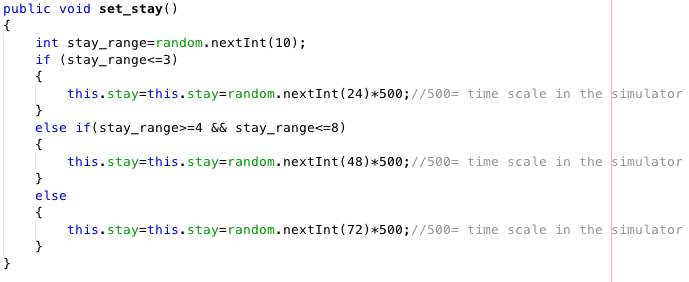 public void set_stay()
{
int stay_range=random.nextInt(10);
if (stay_range<=3)
{
this.stay=this.stay=random.nextInt(24)*500;//500= time scale in the simulator
}
else if(stay_range>=4 && stay_range<=8)
{
this.stay=this.stay=random.nextInt(48)*500;//500= time scale in the simulator
}
else
{
this.stay=this.stay=random.nextInt(72)*500;//500= time scale in the simulator
}
}